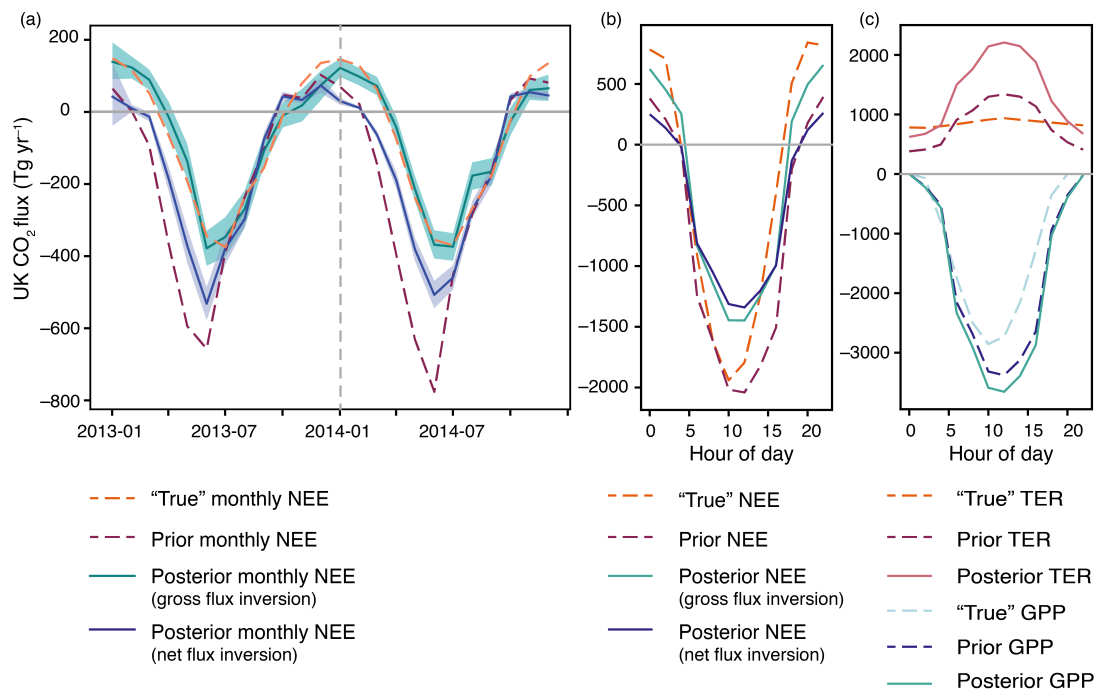 (a)
(b)
(c)
UK CO2 flux (Tg yr−1)
200
0
−200
−400
−600
−800
2013-01
2013-07
2014-01
2014-07
500
0
−500
−1000
−1500
−2000
0
5
10
15
20
Hour of day
2000
1000
0
−1000
−2000
−3000
0
5
10
15
20
Hour of day
“True” monthly NEE
Prior monthly NEE
Posterior monthly NEE
(gross flux inversion)
Posterior monthly NEE
(net flux inversion)
“True” NEE
Prior NEE
Posterior NEE
(gross flux inversion)
Posterior NEE
(net flux inversion)
“True” TER
Prior TER
Posterior TER
“True” GPP
Prior GPP
Posterior GPP